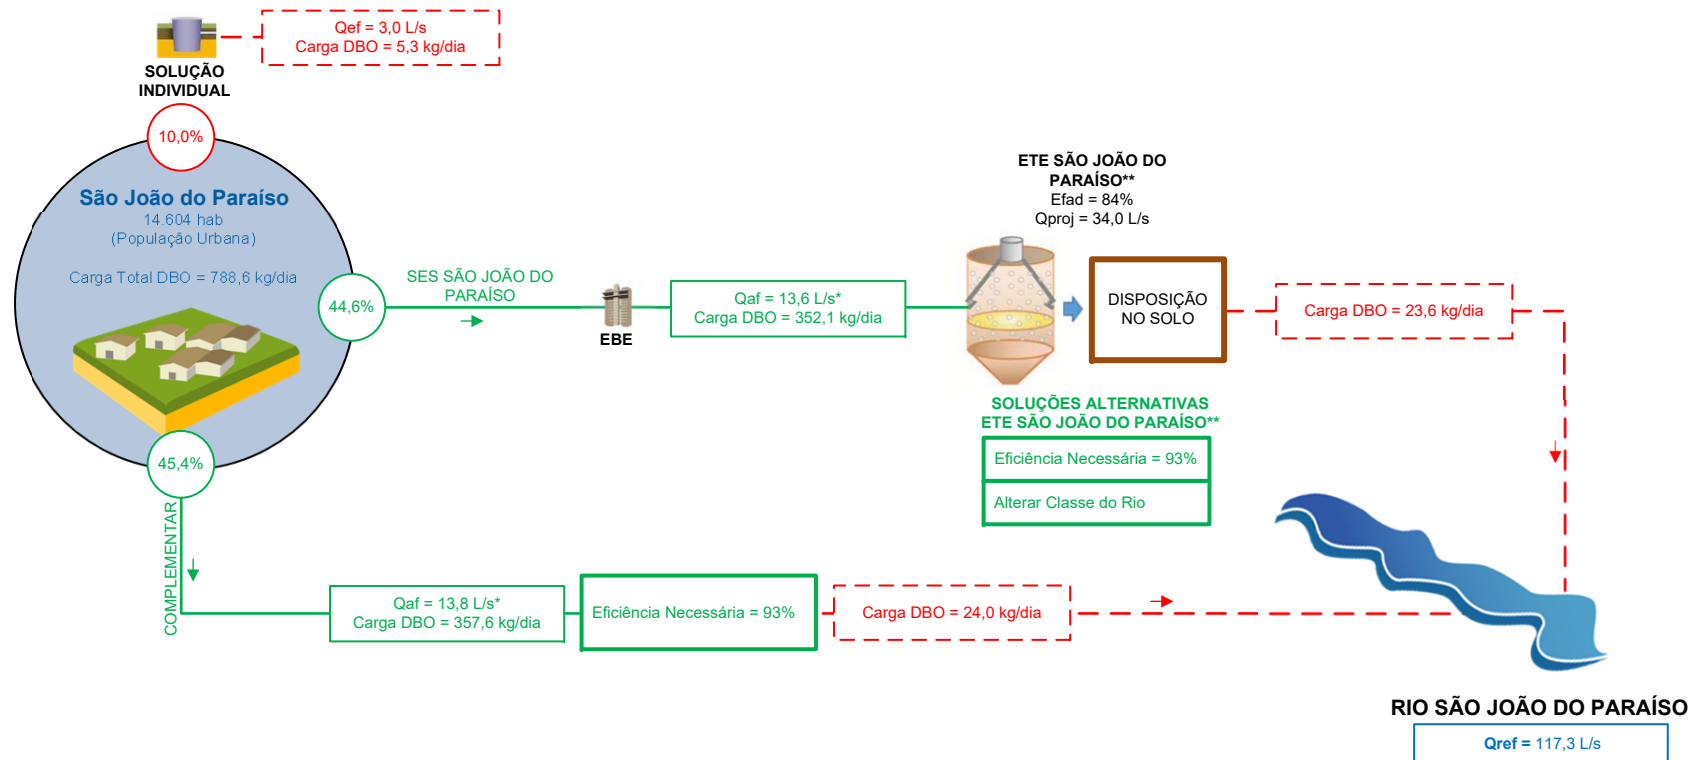 Qef = 3,0 L/s
Carga DBO = 5,3 kg/dia
SOLUÇÃO
INDIVIDUAL
10,0%
São João do Paraíso
14.604 hab
(População Urbana)
Carga Total DBO = 788,6 kg/dia
44,6%
SES SÃO JOÃO DO
PARAÍSO
EBE
Qaf = 13,6 L/s*
Carga DBO = 352,1 kg/dia
ETE SÃO JOÃO DO
PARAÍSO**
Efad = 84%
Qproj = 34,0 L/s
DISPOSIÇÃO
NO SOLO
Carga DBO = 23,6 kg/dia
SOLUÇÕES ALTERNATIVAS
ETE SÃO JOÃO DO PARAÍSO**
Eficiência Necessária = 93%
Alterar Classe do Rio
45,4%
COMPLEMENTAR
Qaf = 13,8 L/s*
Carga DBO = 357,6 kg/dia
Eficiência Necessária = 93%
Carga DBO = 24,0 kg/dia
RIO SÃO JOÃO DO PARAÍSO
Qref = 117,3 L/s